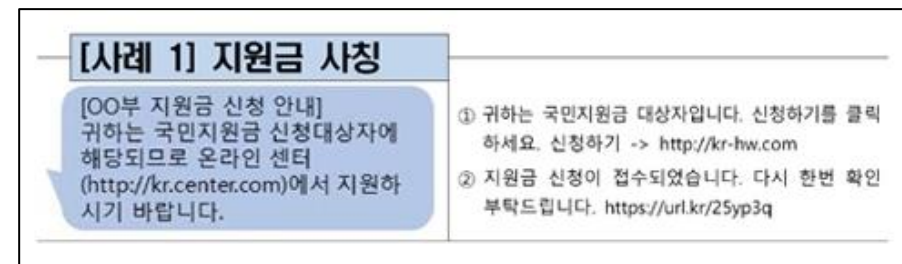 [사례 1] 지원금 사칭
[OO부 지원금 신청 안내]
귀하는 국민지원금 신청대상자에
해당되므로 온라인 센터
(http://kr.center.com)에서 지원하
시기 바랍니다.
① 귀하는 국민지원금 대상자입니다. 신청하기를 클릭
하세요. 신청하기 -> http://kr-hw.com
② 지원금 신청이 접수되었습니다. 다시 한번 확인
부탁드립니다. https://url.kr/25yp3q